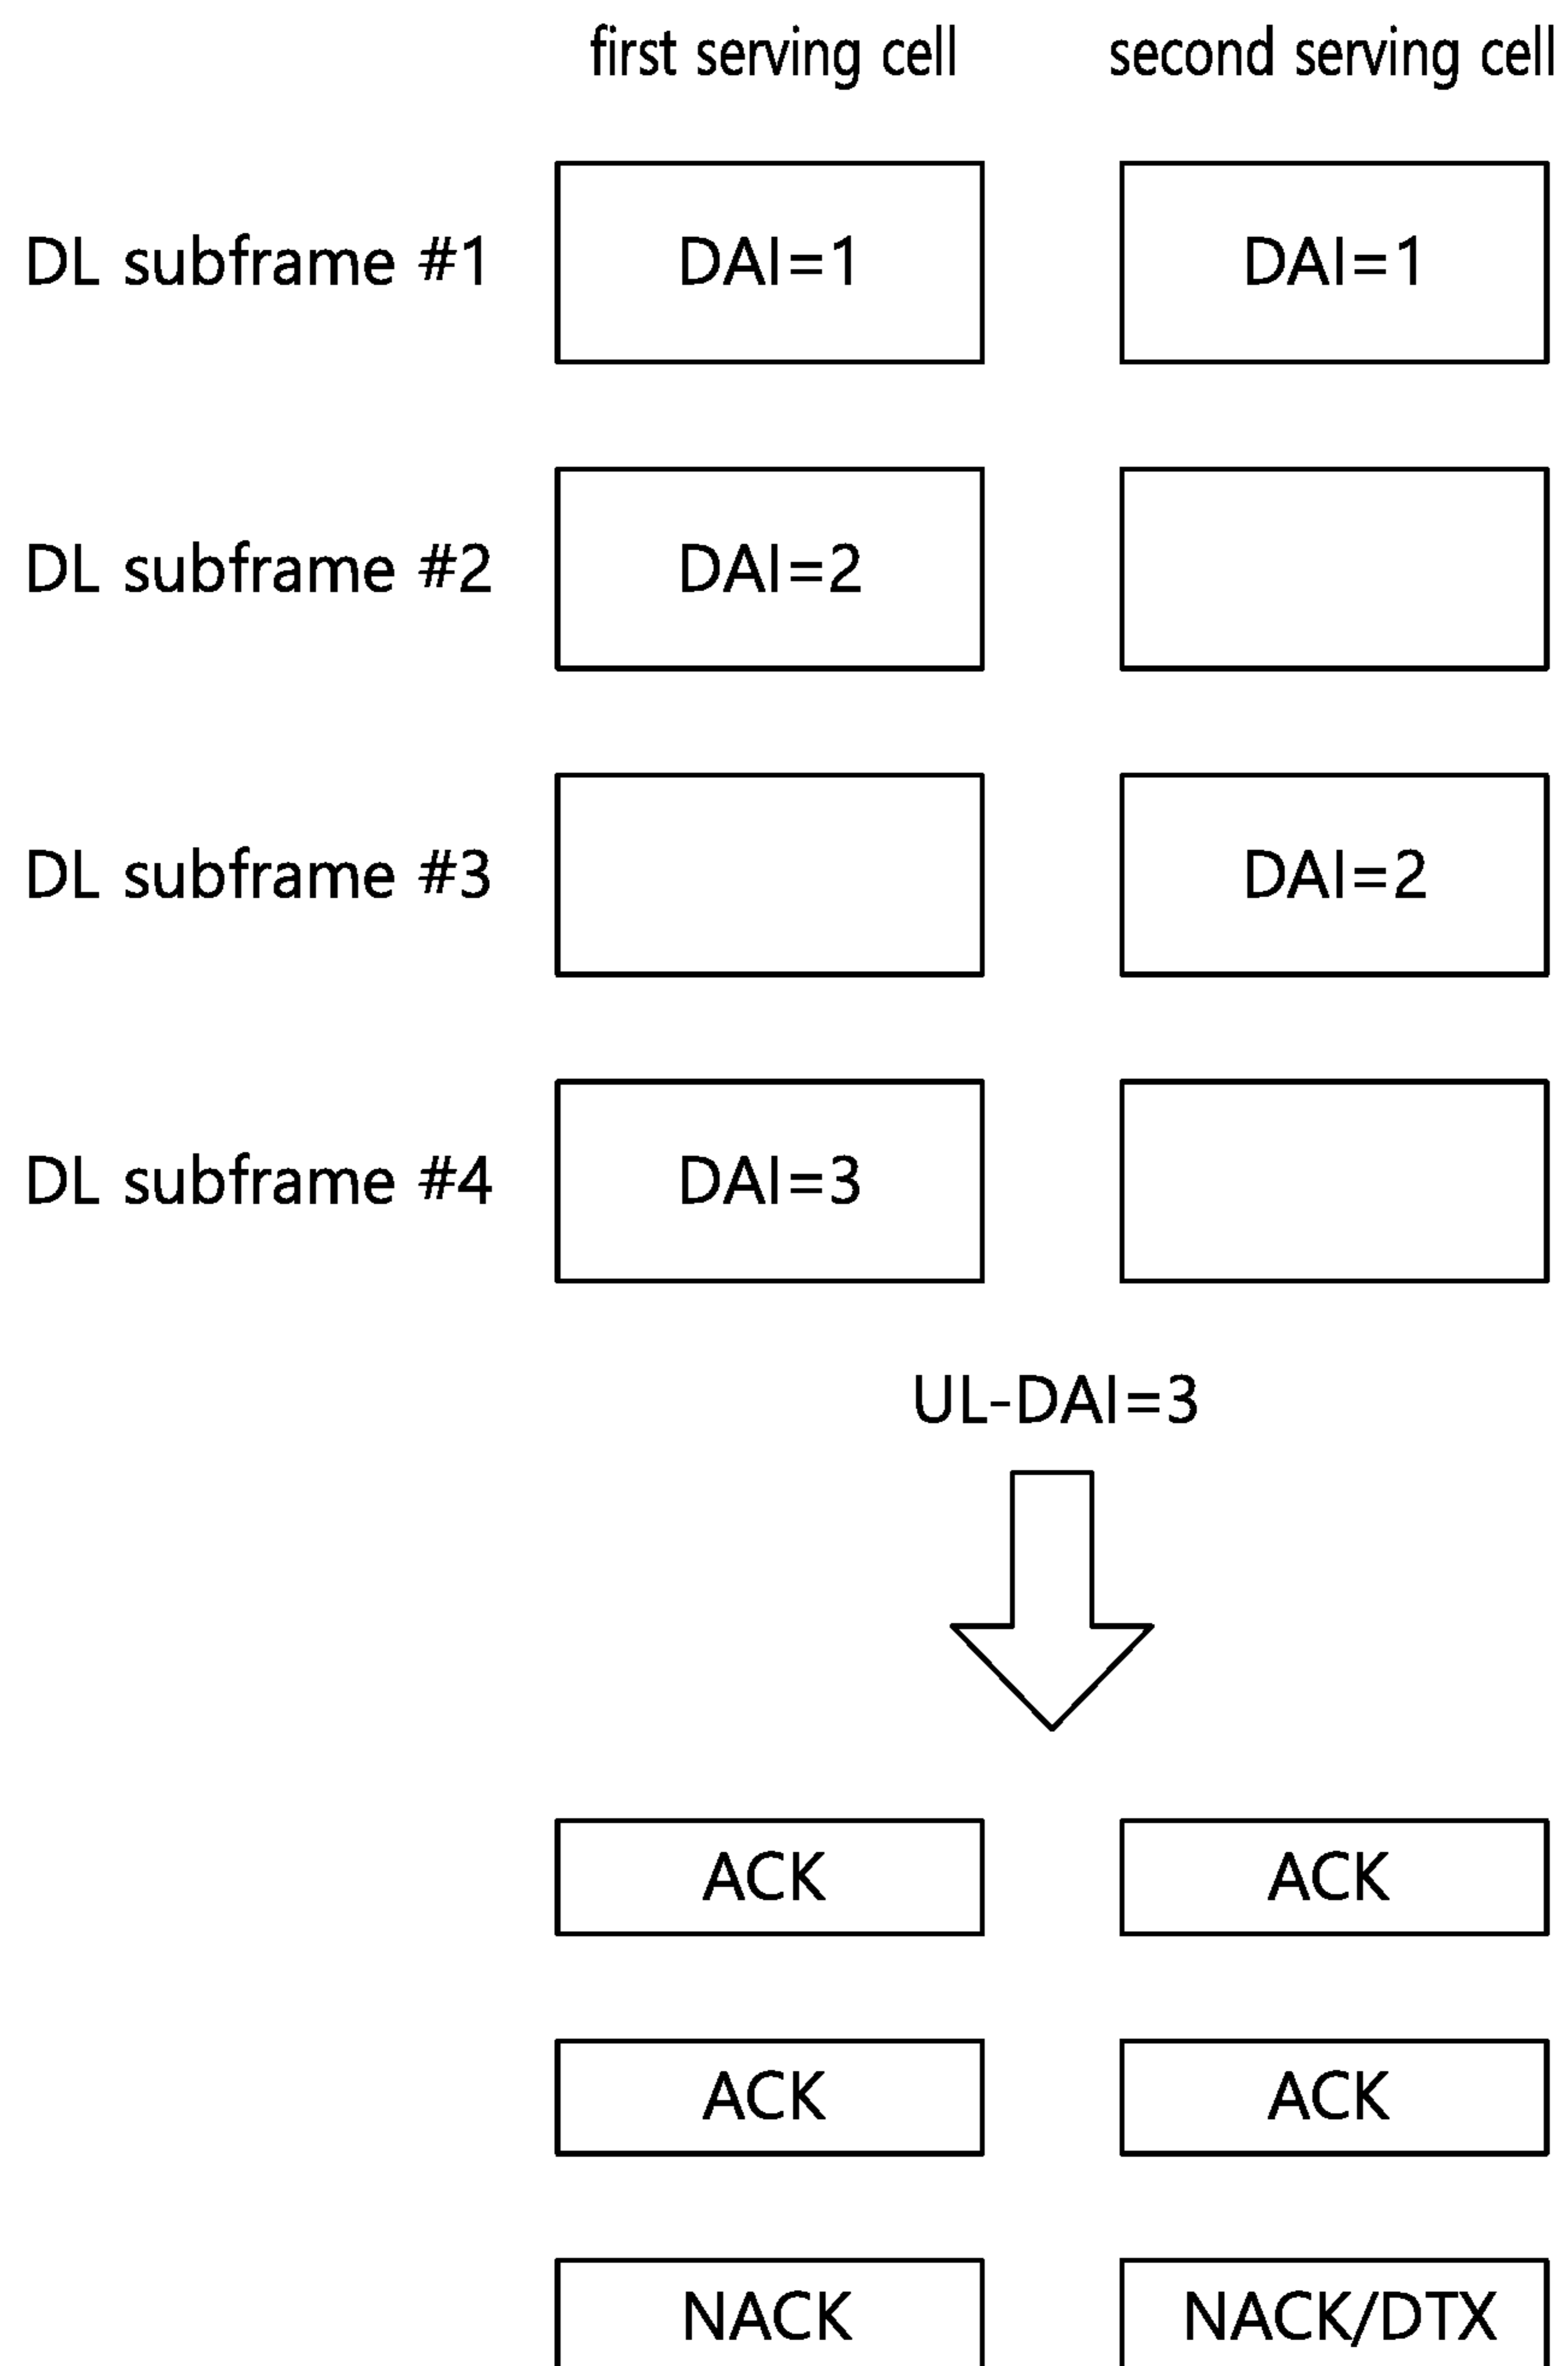 first serving cell second serving cell
DL subframe #1 DAI=1 DAI=1
DL subframe #2 DAI=2
DL subframe #3 DAI=2
DL subframe #4 DAI=3
UL-DAI=3
ACK ACK
ACK ACK
NACK NACK/DTX